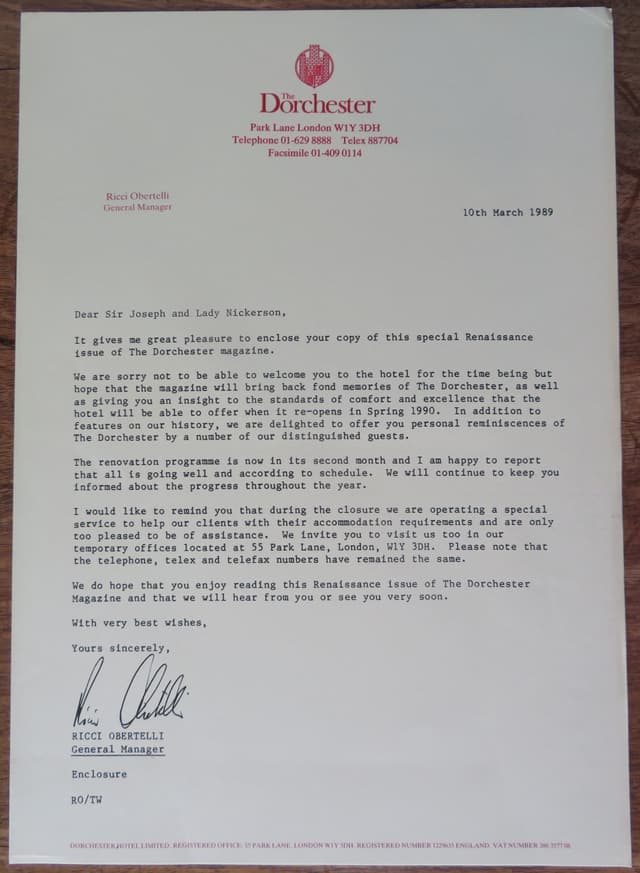 The
Dorchester
Park Lane London W1Y 3DH
Telephone 01-629 8888 Telex 887704
Facsimile 01-409 0114
Ricci Obertelli
General Manager
10th March 1989
Dear Sir Joseph and Lady Nickerson,
It gives me great pleasure to enclose your copy of this special Renaissance
issue of The Dorchester magazine.
We are sorry not to be able to welcome you to the hotel for the time being but
hope that the magazine will bring back fond memories of The Dorchester, as well
as giving you an insight to the standards of comfort and excellence that the
hotel will be able to offer when it re-opens in Spring 1990. In addition to
features on our history, we are delighted to offer you personal reminiscences of
The Dorchester by a number of our distinguished guests.
The renovation programme is now in its second month and I am happy to report
that all is going well and according to schedule. We will continue to keep you
informed about the progress throughout the year.
I would like to remind you that during the closure we are operating a special
service to help our clients with their accommodation requirements and are only
too pleased to be of assistance. We invite you to visit us too in our
temporary offices located at 55 Park Lane, London, W1Y 3DH. Please note that
the telephone, telex and telefax numbers have remained the same.
We do hope that you enjoy reading this Renaissance issue of The Dorchester
Magazine and that we will hear from you or see you very soon.
With very best wishes,
Yours sincerely,
Ricci Obertelli
RICCI OBERTELLI
General Manager
Enclosure
RO/TW
DORCHESTER HOTEL LIMITED. REGISTERED OFFICE: 55 PARK LANE, LONDON W1Y 3DH. REGISTERED NUMBER ENGLAND. VAT NUMBER